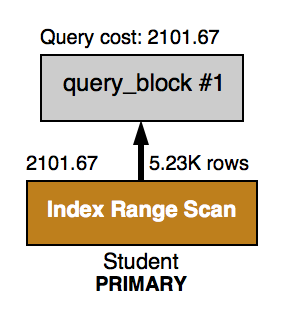 Query cost: 2101.67
query_block #1
2101.67 5.23K rows
Index Range Scan
Student
PRIMARY